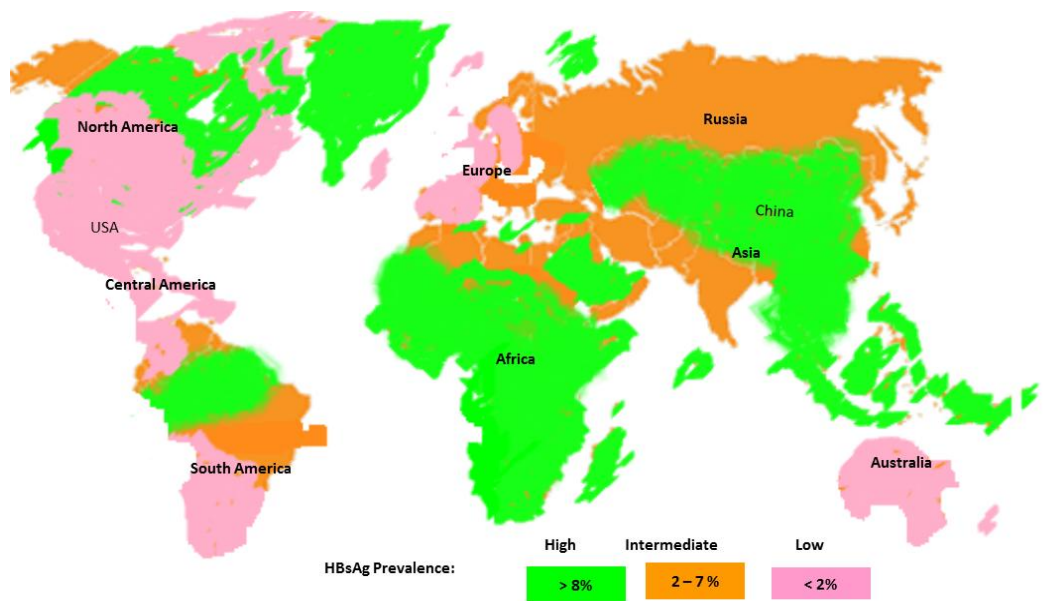 Russia
North America
Europe
China
USA
Asia
Central America
Africa
South America
Australia
High Intermediate Low
HBsAg Prevalence:
> 8% 2 – 7 % < 2%